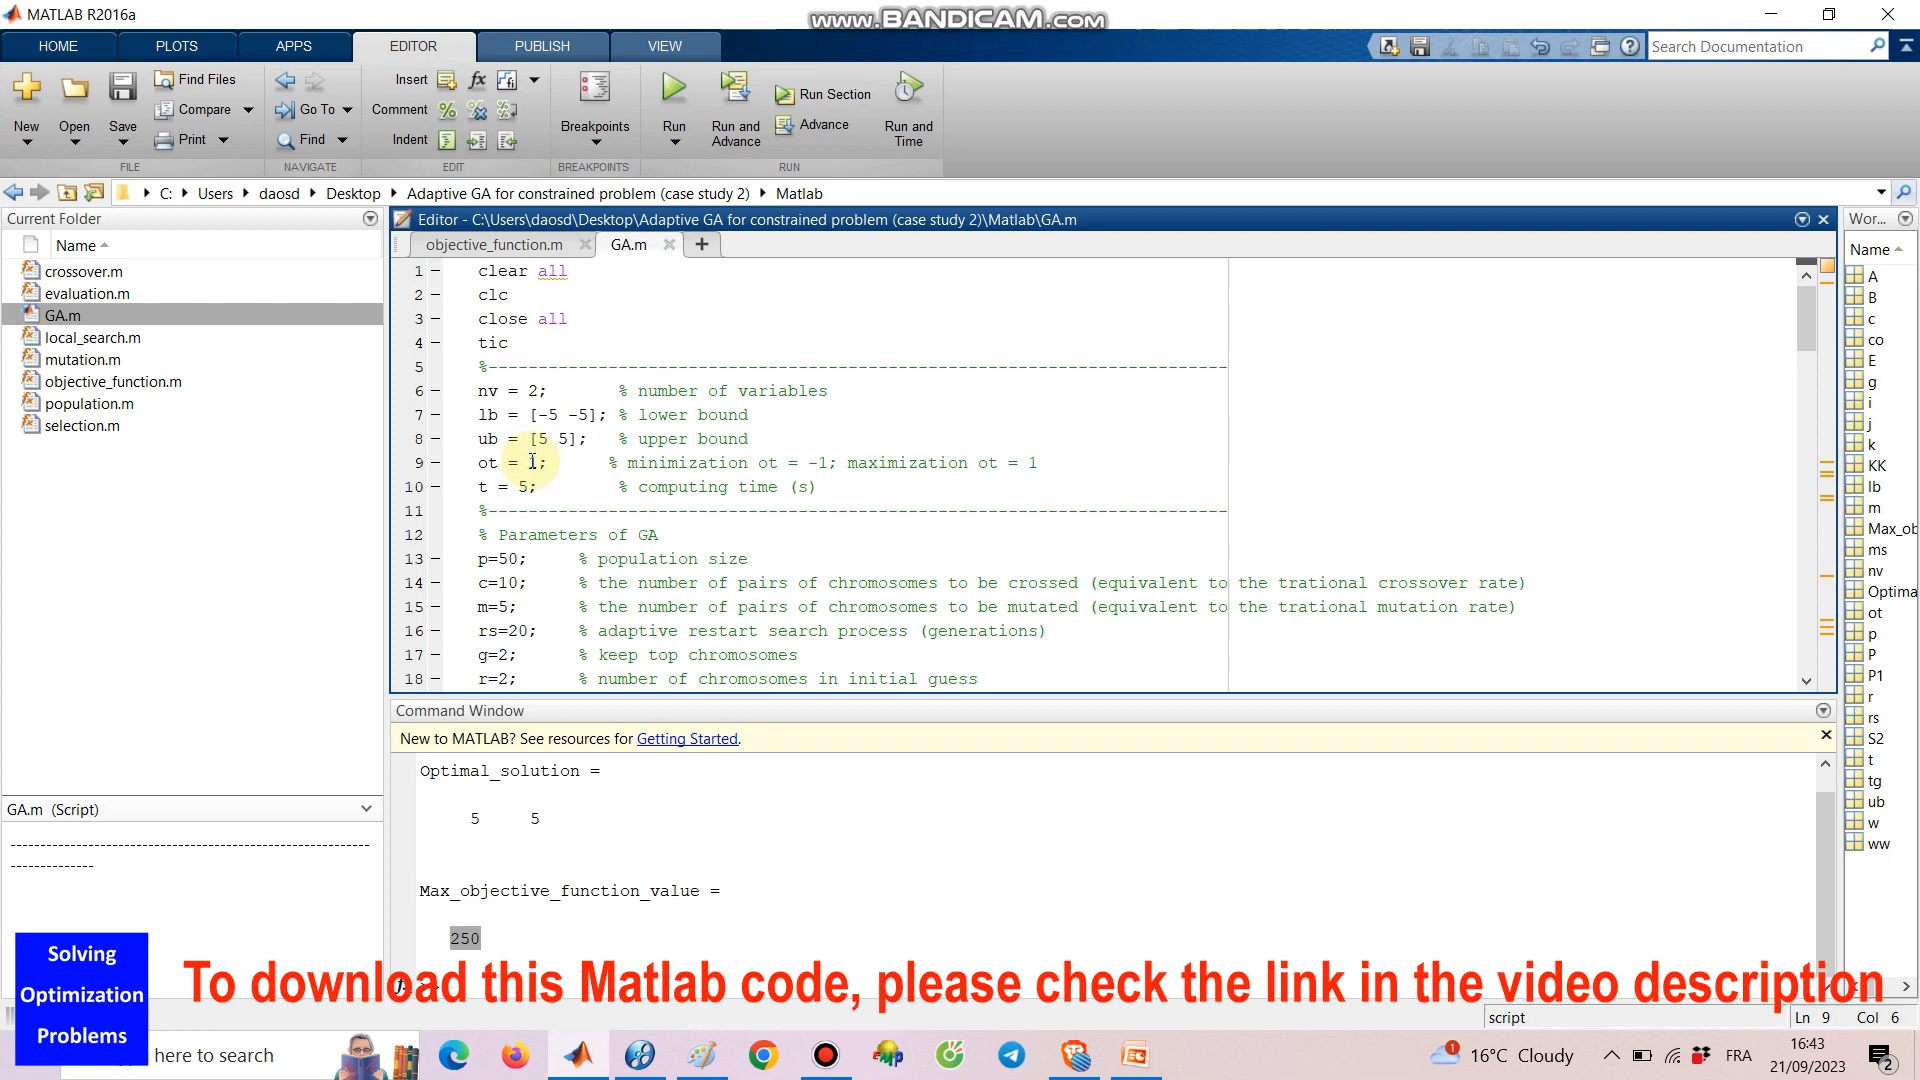 MATLAB R2016a
www.BANDICAM.com
HOME PLOTS APPS EDITOR PUBLISH VIEW
Search Documentation
New
Open
Save
Find Files
Compare
Print
FILE
Go To
Find
NAVIGATE
Insert
Comment
Indent
EDIT
Breakpoints
BREAKPOINTS
Run
Run and Advance
Run Section
Advance
Run and Time
RUN
C: Users daosd Desktop Adaptive GA for constrained problem (case study 2) Matlab
Current Folder
Name
crossover.m
evaluation.m
GA.m
local_search.m
mutation.m
objective_function.m
population.m
selection.m
GA.m (Script)
--------------------------------------------------------
-------------
Editor - C:\Users\daosd\Desktop\Adaptive GA for constrained problem (case study 2)\Matlab\GA.m
objective_function.m GA.m
1 - clear all
2 - clc
3 - close all
4 - tic
5 %--------------------------------------------------------------------------
6 - nv = 2; % number of variables
7 - lb = [-5 -5]; % lower bound
8 - ub = [5 5]; % upper bound
9 - ot = 1; % minimization ot = -1; maximization ot = 1
10 - t = 5; % computing time (s)
11 %--------------------------------------------------------------------------
12 % Parameters of GA
13 - p=50; % population size
14 - c=10; % the number of pairs of chromosomes to be crossed (equivalent to the trational crossover rate)
15 - m=5; % the number of pairs of chromosomes to be mutated (equivalent to the trational mutation rate)
16 - rs=20; % adaptive restart search process (generations)
17 - g=2; % keep top chromosomes
18 - r=2; % number of chromosomes in initial guess
Command Window
New to MATLAB? See resources for Getting Started.
Optimal_solution =
5 5
Max_objective_function_value =
250
Wor...
Name
A
B
c
co
E
g
i
j
k
KK
lb
m
Max_ob
ms
nv
Optima
ot
p
P
P1
r
rs
S2
t
tg
ub
w
ww
Solving
Optimization
Problems
To download this Matlab code, please check the link in the video description
script
Ln 9 Col 6
here to search
16°C Cloudy
FRA
16:43
21/09/2023
2